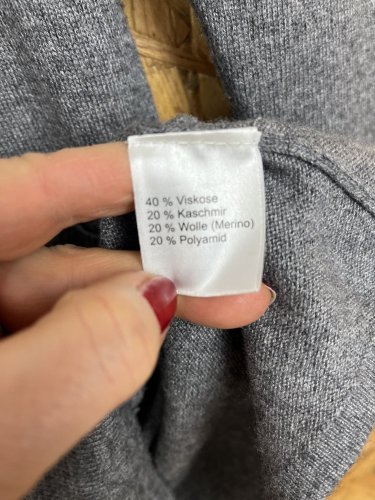 40 % Viskose
20 % Kaschmir
20 % Wolle (Merino)
20 % Polyamid